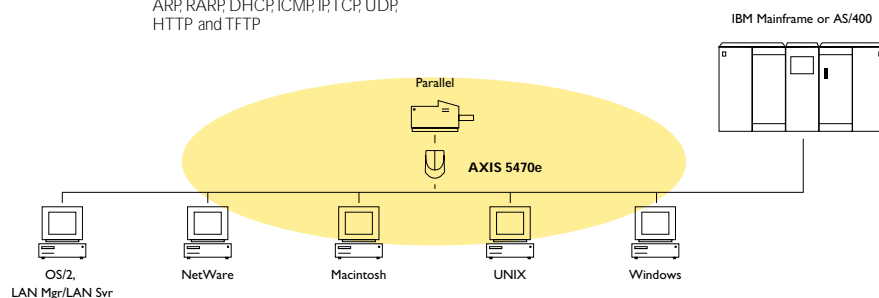 ARP, RARP, DHCP, ICMP, IP, TCP, UDP,
HTTP and TFTP
IBM Mainframe or AS/400
Parallel
AXIS 5470e
OS/2,
LAN Mgr/LAN Svr
NetWare
Macintosh
UNIX
Windows